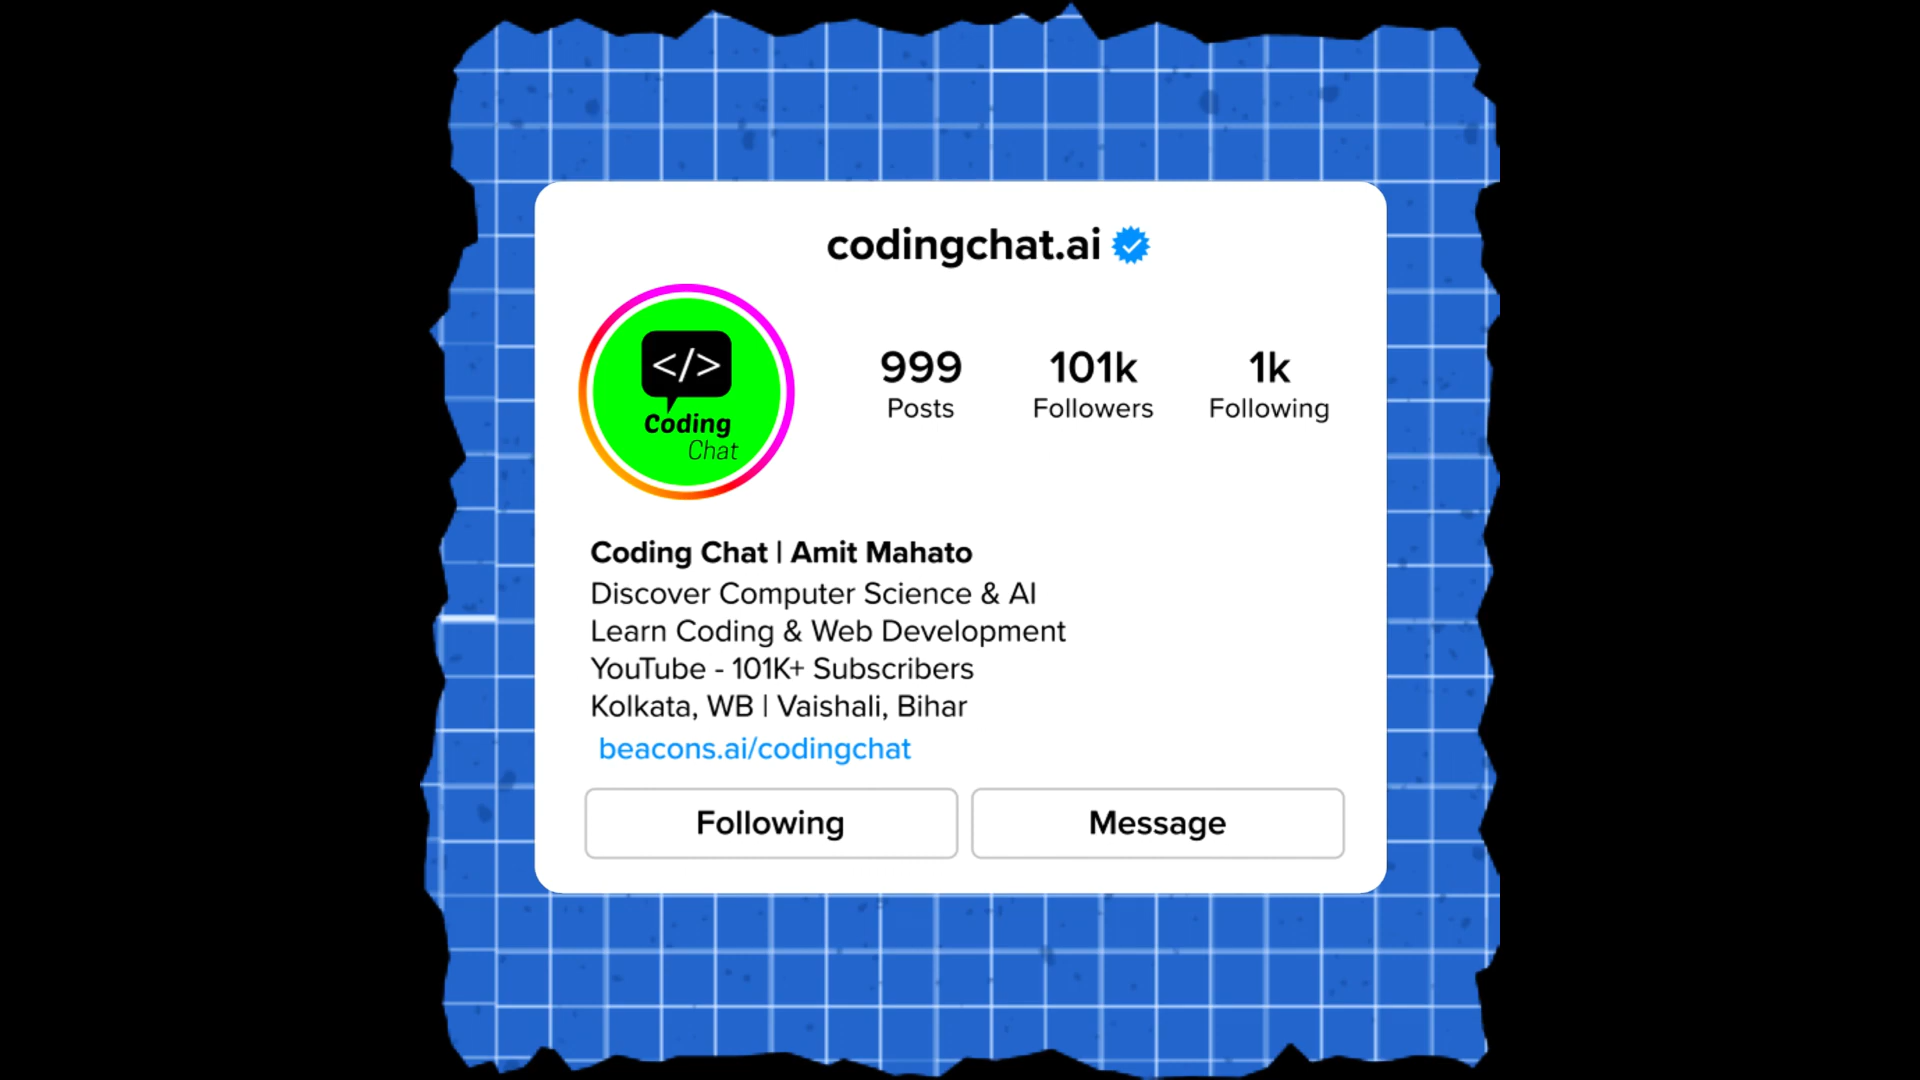 codingchat.ai
</>
Coding
Chat
999
Posts
101k
Followers
1k
Following
Coding Chat | Amit Mahato
Discover Computer Science & AI
Learn Coding & Web Development
YouTube - 101K+ Subscribers
Kolkata, WB | Vaishali, Bihar
beacons.ai/codingchat
Following
Message